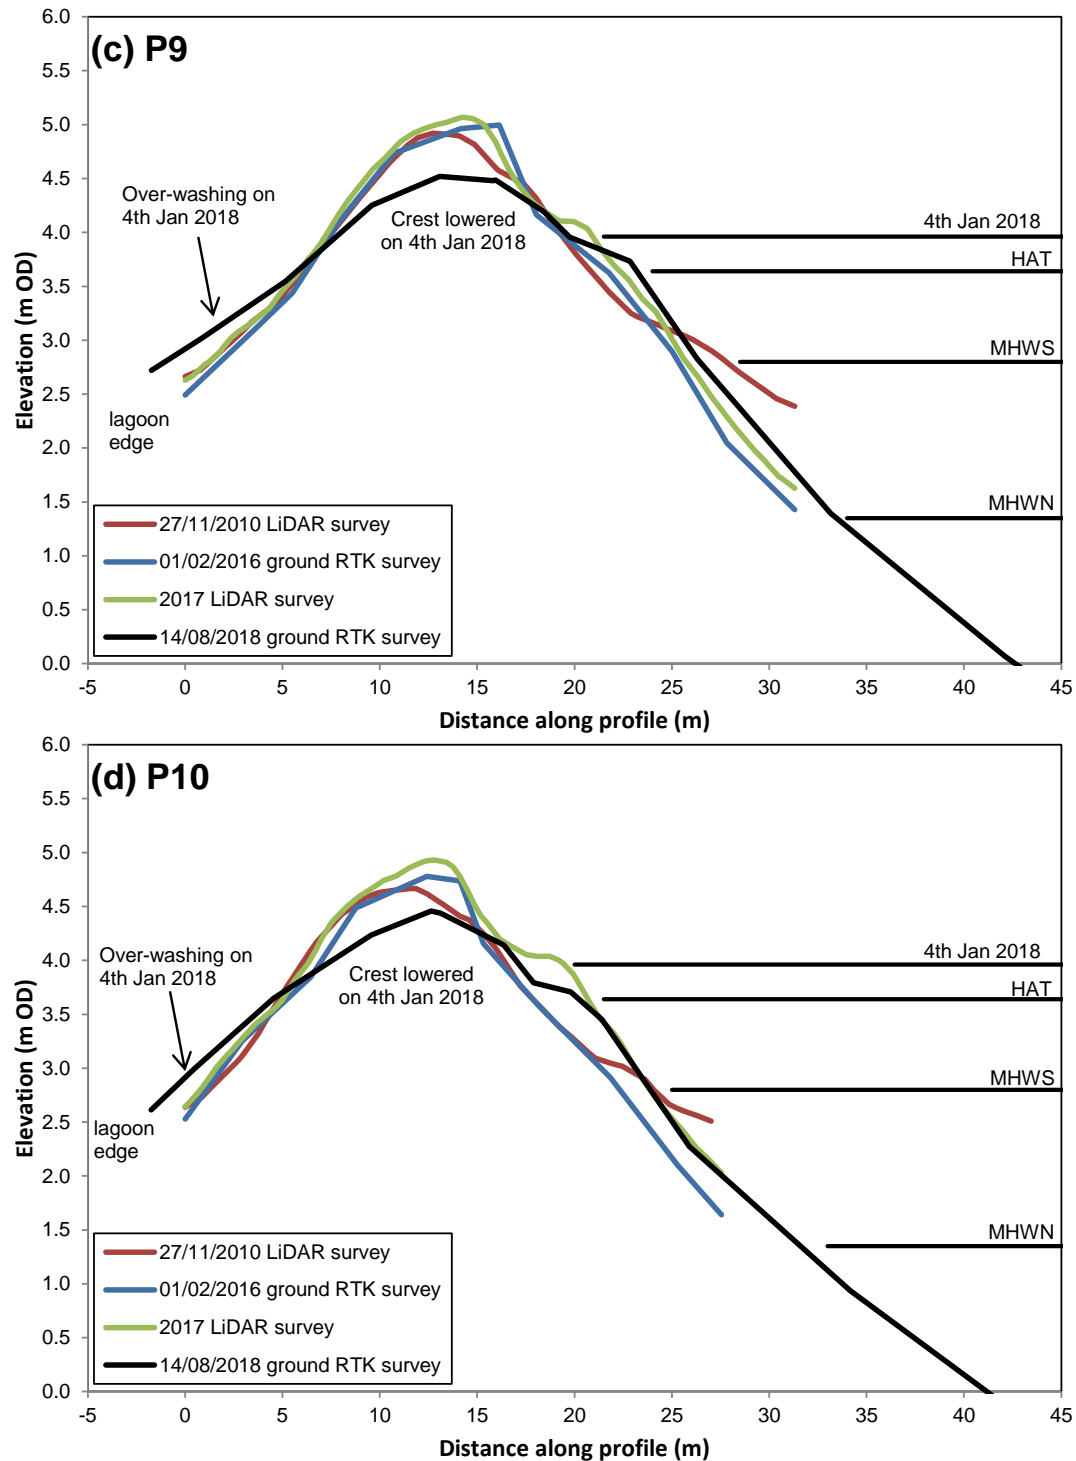 (c) P9
6.0
5.5
5.0
4.5
4.0
3.5
3.0
2.5
2.0
1.5
1.0
0.5
0.0
Elevation (m OD)
Over-washing on
4th Jan 2018
Crest lowered
on 4th Jan 2018
4th Jan 2018
HAT
MHWS
MHWN
lagoon
edge
27/11/2010 LiDAR survey
01/02/2016 ground RTK survey
2017 LiDAR survey
14/08/2018 ground RTK survey
-5 0 5 10 15 20 25 30 35 40 45
Distance along profile (m)
(d) P10
6.0
5.5
5.0
4.5
4.0
3.5
3.0
2.5
2.0
1.5
1.0
0.5
0.0
Elevation (m OD)
Over-washing on
4th Jan 2018
Crest lowered
on 4th Jan 2018
4th Jan 2018
HAT
MHWS
MHWN
lagoon
edge
27/11/2010 LiDAR survey
01/02/2016 ground RTK survey
2017 LiDAR survey
14/08/2018 ground RTK survey
-5 0 5 10 15 20 25 30 35 40 45
Distance along profile (m)